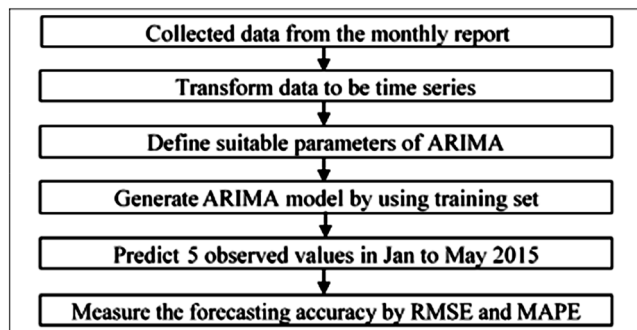 Collected data from the monthly report
Transform data to be time series
Define suitable parameters of ARIMA
Generate ARIMA model by using training set
Predict 5 observed values in Jan to May 2015
Measure the forecasting accuracy by RMSE and MAPE